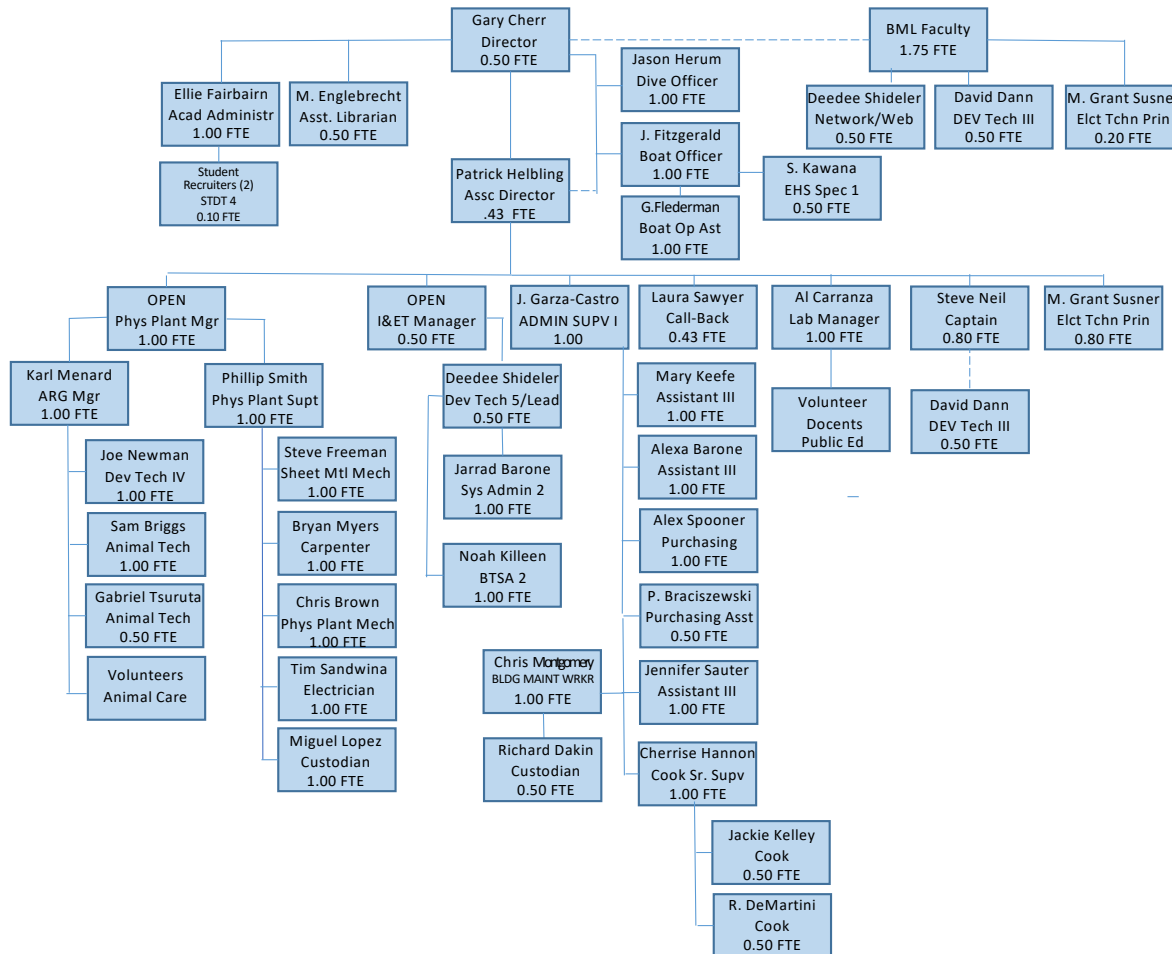 Gary Cherr
Director
0.50 FTE
BML Faculty
1.75 FTE
Jason Herum
Dive Officer
1.00 FTE
Ellie Fairbairn
Acad Administr
1.00 FTE
M. Englebrecht
Asst. Librarian
0.50 FTE
Deedee Shideler
Network/Web
0.50 FTE
David Dann
DEV Tech III
0.50 FTE
M. Grant Susner
Elct Tchn Prin
0.20 FTE
J. Fitzgerald
Boat Officer
1.00 FTE
Student
Recruiters (2)
STDT 4
0.10 FTE
Patrick Helbling
Assc Director
.43 FTE
S. Kawana
EHS Spec 1
0.50 FTE
G.Flederman
Boat Op Ast
1.00 FTE
OPEN
Phys Plant Mgr
1.00 FTE
OPEN
I&ET Manager
0.50 FTE
J. Garza-Castro
ADMIN SUPV I
1.00
Laura Sawyer
Call-Back
0.43 FTE
Al Carranza
Lab Manager
1.00 FTE
Steve Neil
Captain
0.80 FTE
M. Grant Susner
Elct Tchn Prin
0.80 FTE
Karl Menard
ARG Mgr
1.00 FTE
Phillip Smith
Phys Plant Supt
1.00 FTE
Deedee Shideler
Dev Tech 5/Lead
0.50 FTE
Mary Keefe
Assistant III
1.00 FTE
Volunteer
Docents
Public Ed
David Dann
DEV Tech III
0.50 FTE
Joe Newman
Dev Tech IV
1.00 FTE
Steve Freeman
Sheet Mtl Mech
1.00 FTE
Jarrad Barone
Sys Admin 2
1.00 FTE
Alexa Barone
Assistant III
1.00 FTE
Sam Briggs
Animal Tech
1.00 FTE
Bryan Myers
Carpenter
1.00 FTE
Noah Killeen
BTSA 2
1.00 FTE
Alex Spooner
Purchasing
1.00 FTE
Gabriel Tsuruta
Animal Tech
0.50 FTE
Chris Brown
Phys Plant Mech
1.00 FTE
P. Braciszewski
Purchasing Asst
0.50 FTE
Volunteers
Animal Care
Tim Sandwina
Electrician
1.00 FTE
Chris Montgomery
BLDG MAINT WRKR
1.00 FTE
Jennifer Sauter
Assistant III
1.00 FTE
Miguel Lopez
Custodian
1.00 FTE
Richard Dakin
Custodian
0.50 FTE
Cherrise Hannon
Cook Sr. Supv
1.00 FTE
Jackie Kelley
Cook
0.50 FTE
R. DeMartini
Cook
0.50 FTE